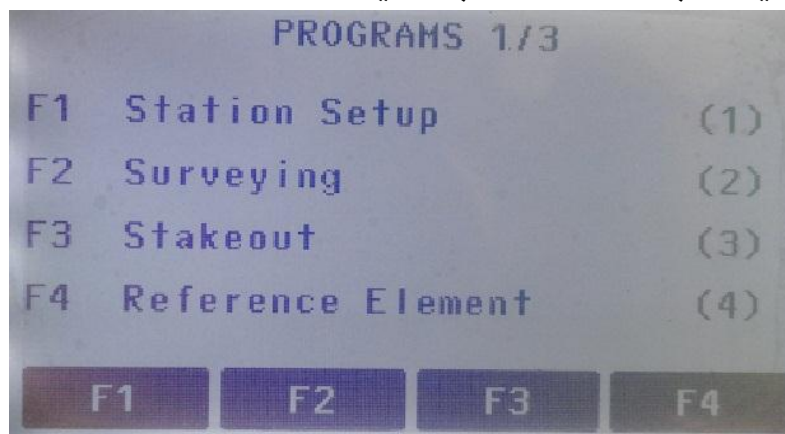 PROGRAMS 1/3
F1 Station Setup (1)
F2 Surveying (2)
F3 Stakeout (3)
F4 Reference Element (4)
F1 F2 F3 F4